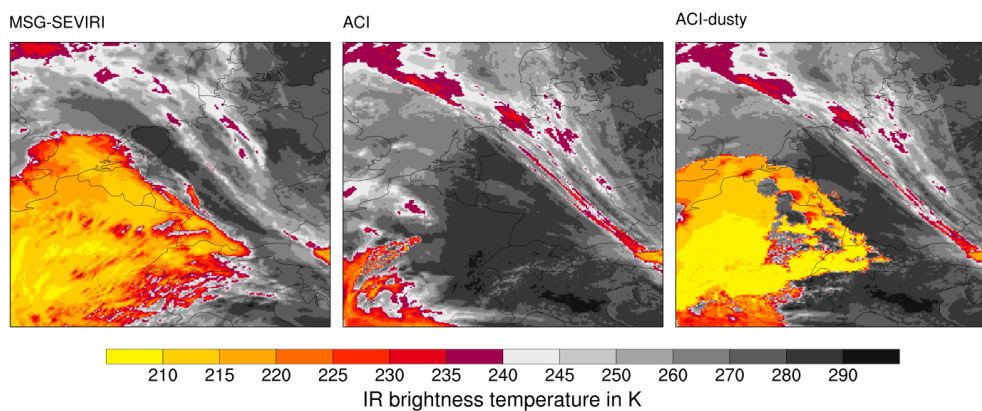 MSG-SEVIRI ACI ACI-dusty
210 215 220 225 230 235 240 245 250 255 260 270 280 290
IR brightness temperature in K